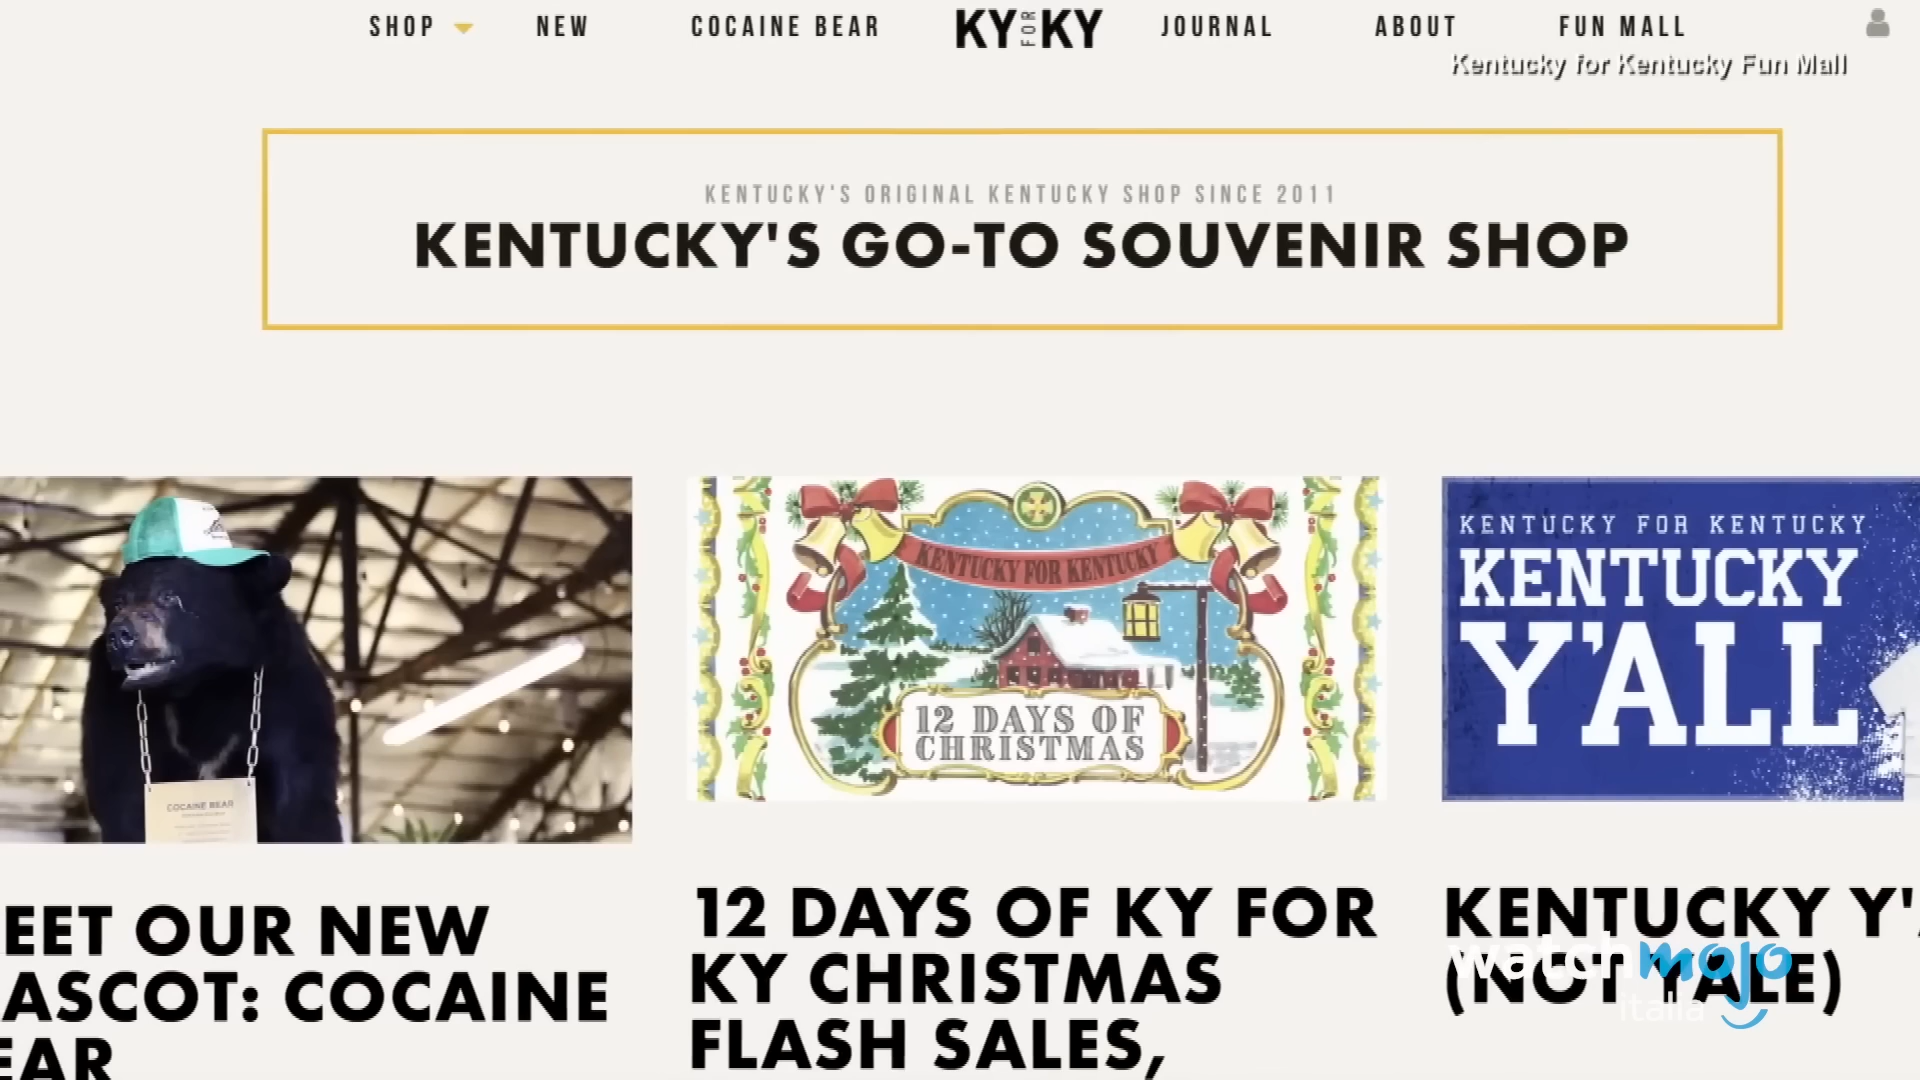 SHOP
NEW
COCAINE BEAR
KY FOR KY
JOURNAL
ABOUT
FUN MALL
Kentucky for Kentucky Fun Mall
KENTUCKY'S ORIGINAL KENTUCKY SHOP SINCE 2011
KENTUCKY'S GO-TO SOUVENIR SHOP
COCAINE BEAR
KENTUCKY FOR KENTUCKY
12 DAYS OF
CHRISTMAS
KENTUCKY FOR KENTUCKY
KENTUCKY
Y'ALL
EET OUR NEW
ASCOT: COCAINE
EAR
12 DAYS OF KY FOR
KY CHRISTMAS
FLASH SALES,
KENTUCKY Y'
(NOT YALE)
watchmojo
italia